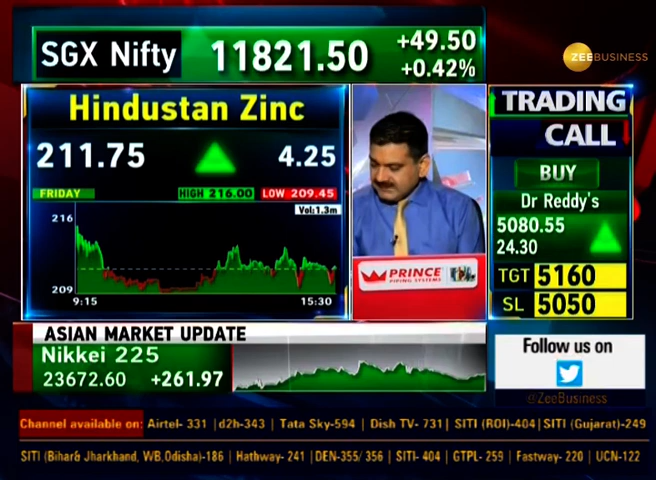 SGX Nifty 11821.50 +49.50
+0.42%
ZEEBUSINESS
Hindustan Zinc
211.75 4.25
FRIDAY HIGH 216.00 LOW 209.45
Vol:1.3m
216
209
9:15 15:30
PRINCE
PIPING SYSTEMS
TRADING
CALL
BUY
Dr Reddy's
5080.55
24.30
TGT 5160
SL 5050
ASIAN MARKET UPDATE
Nikkei 225
23672.60 +261.97
Follow us on
@ZeeBusiness
Channel available on: Airtel- 331 |d2h-343 | Tata Sky-594 | Dish TV- 731| SITI (ROI)-404| SITI (Gujarat)-249
SITI (Bihar& Jharkhand, WB,Odisha)-186 | Hathway- 241 |DEN-355/ 356 | SITI- 404 | GTPL- 259 | Fastway- 220 | UCN-122